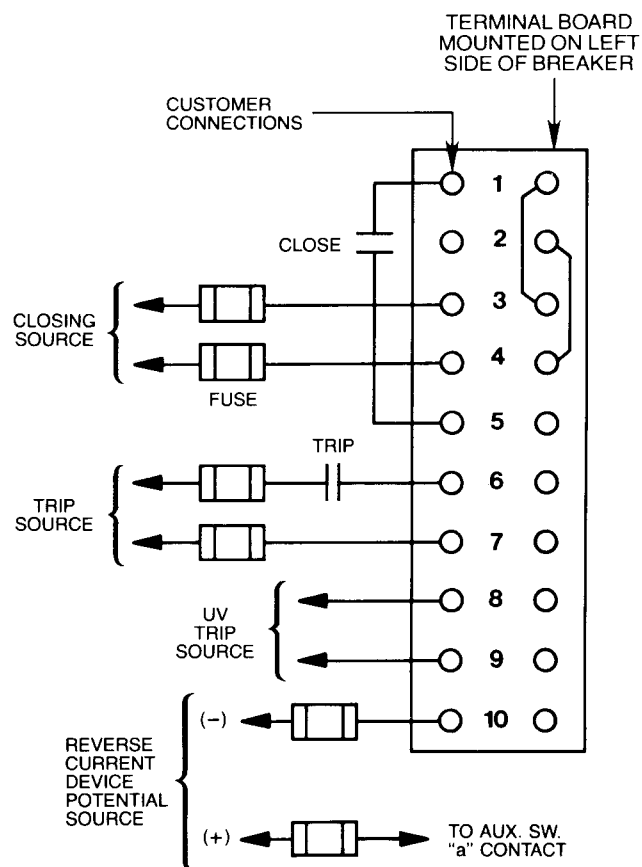 TERMINAL BOARD
MOUNTED ON LEFT
SIDE OF BREAKER
CUSTOMER
CONNECTIONS
1
CLOSE
2
CLOSING
SOURCE
3
4
FUSE
5
TRIP
6
TRIP
SOURCE
7
UV
TRIP
SOURCE
8
9
REVERSE
CURRENT
DEVICE
POTENTIAL
SOURCE
(−)
10
(+)
TO AUX. SW.
"a" CONTACT